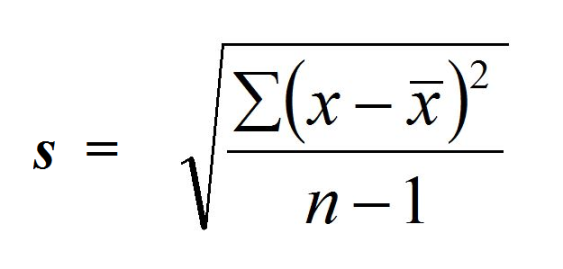 s = √(Σ(x − x̄)² / (n − 1))